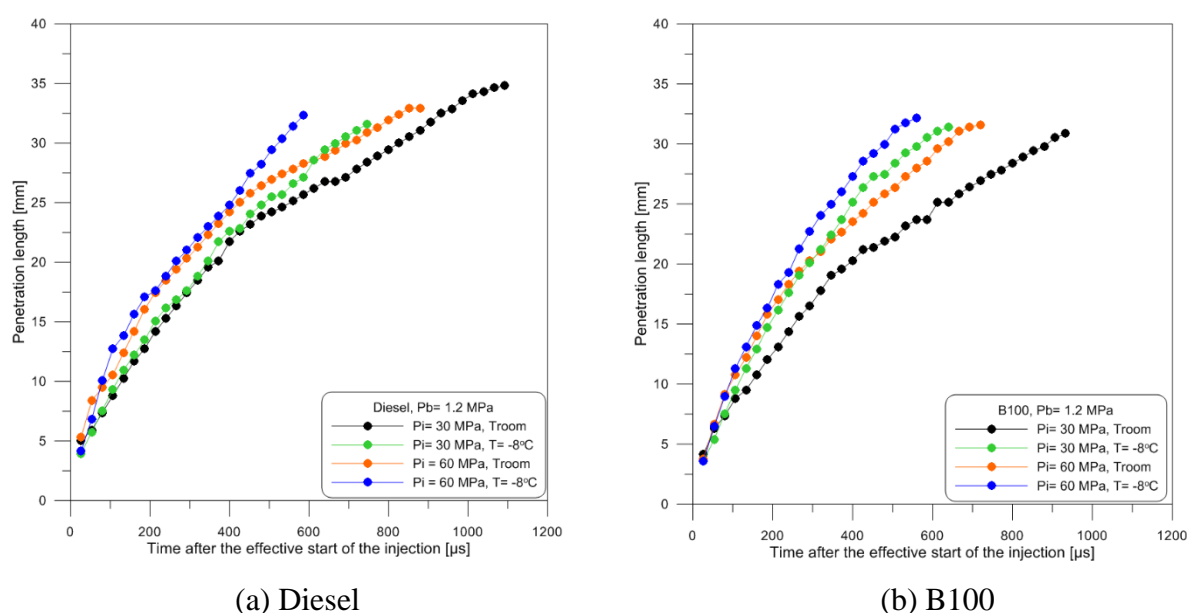 40
35
30
25
20
15
10
5
0
Penetration length [mm]
0 200 400 600 800 1000 1200
Time after the effective start of the injection [µs]
Diesel, Pb= 1.2 MPa
Pi= 30 MPa, Troom
Pi= 30 MPa, T= -8ºC
Pi = 60 MPa, Troom
Pi = 60 MPa, T= -8ºC
(a) Diesel
40
35
30
25
20
15
10
5
0
Penetration length [mm]
0 200 400 600 800 1000 1200
Time after the effective start of the injection [µs]
B100, Pb= 1.2 MPa
Pi= 30 MPa, Troom
Pi= 30 MPa, T= -8ºC
Pi= 60 MPa, Troom
Pi= 60 MPa, T= -8ºC
(b) B100